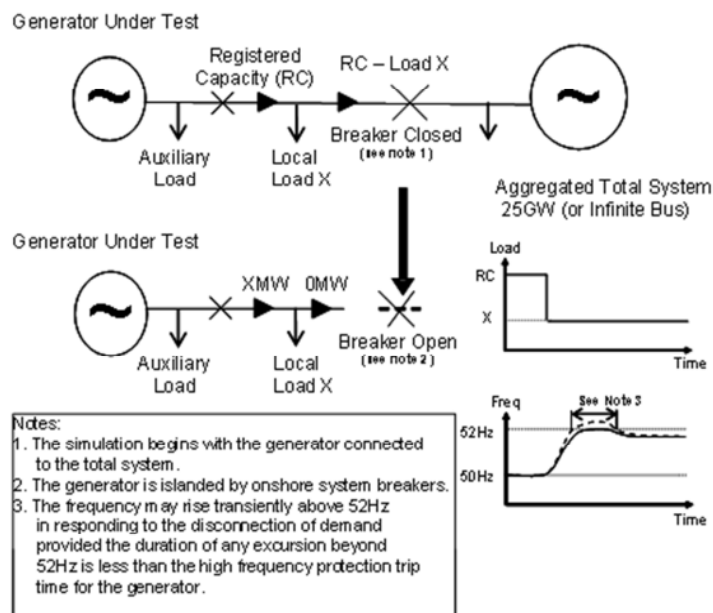 Generator Under Test
Registered
Capacity (RC)
RC – Load X
Auxiliary
Load
Local
Load X
Breaker Closed
(see note 1)
Aggregated Total System
25GW (or Infinite Bus)
Generator Under Test
XMW 0MW
Auxiliary
Load
Local
Load X
Breaker Open
(see note 2)
Load
RC
X
Time
Freq
See Note 3
52Hz
50Hz
Time
Notes:
1. The simulation begins with the generator connected
to the total system.
2. The generator is islanded by onshore system breakers.
3. The frequency may rise transiently above 52Hz
in responding to the disconnection of demand
provided the duration of any excursion beyond
52Hz is less than the high frequency protection trip
time for the generator.